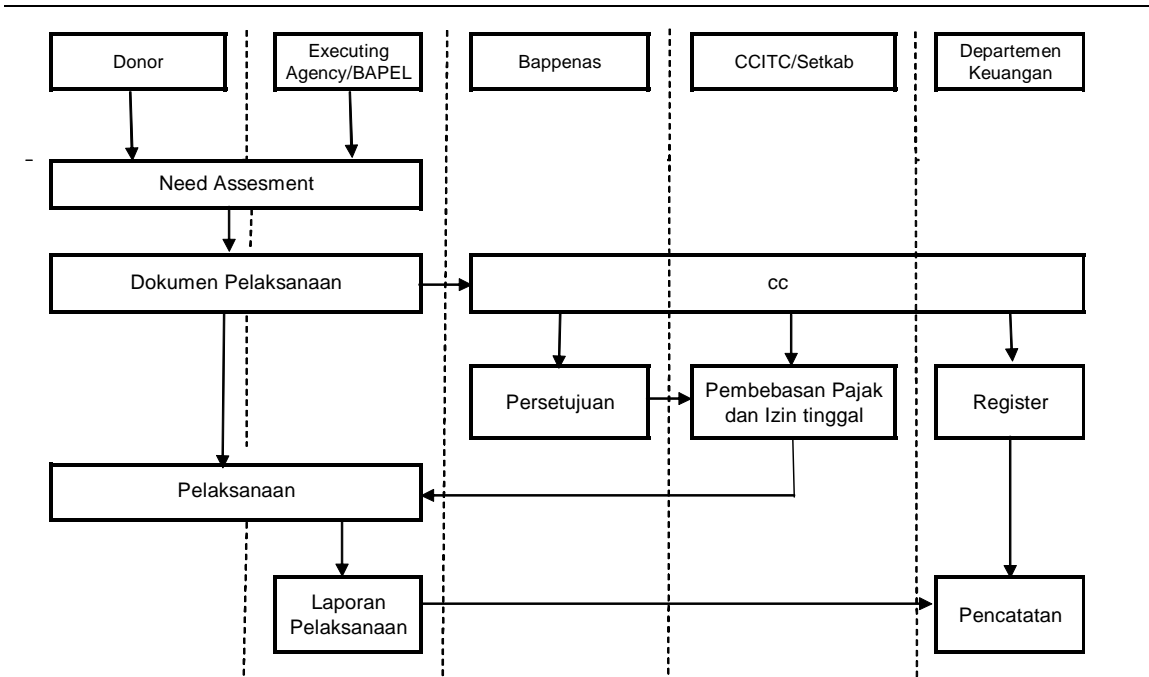 Donor
Executing
Agency/BAPEL
Bappenas
CCITC/Setkab
Departemen
Keuangan
Need Assesment
Dokumen Pelaksanaan
cc
Persetujuan
Pembebasan Pajak
dan Izin tinggal
Register
Pelaksanaan
Laporan
Pelaksanaan
Pencatatan